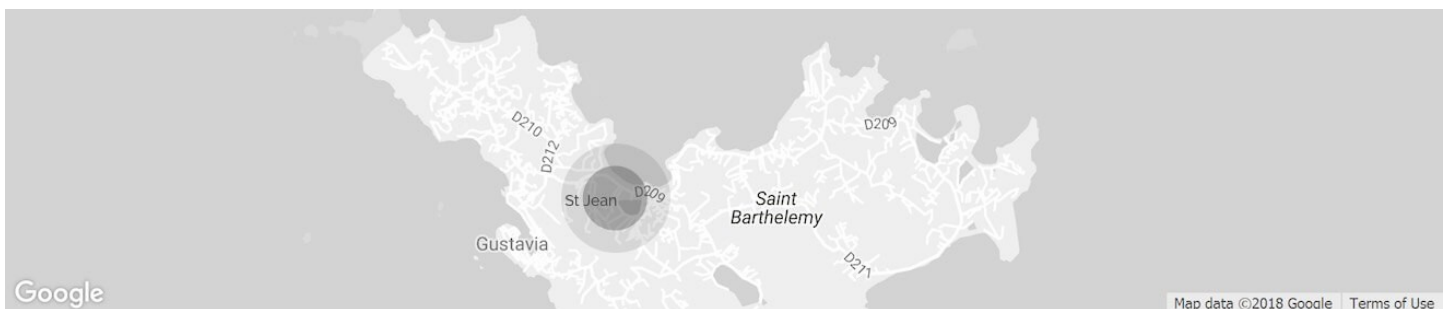 D210
D209
D212
D209
St Jean
Saint
Barthelemy
Gustavia
D211
Google
Map data ©2018 Google
Terms of Use